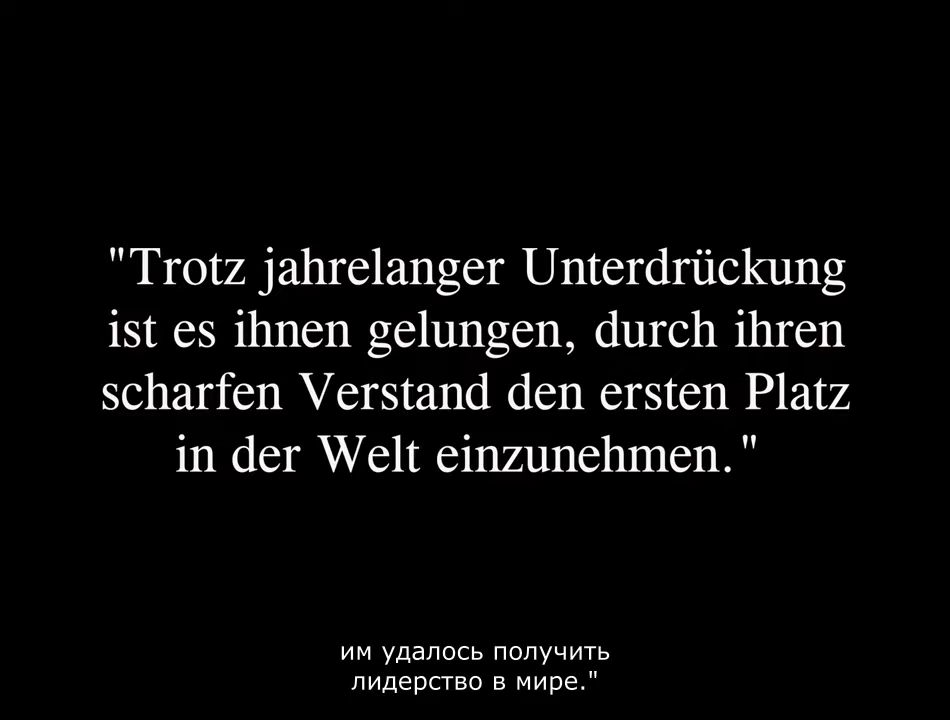 "Trotz jahrelanger Unterdrückung
ist es ihnen gelungen, durch ihren
scharfen Verstand den ersten Platz
in der Welt einzunehmen."
им удалось получить
лидерство в мире."